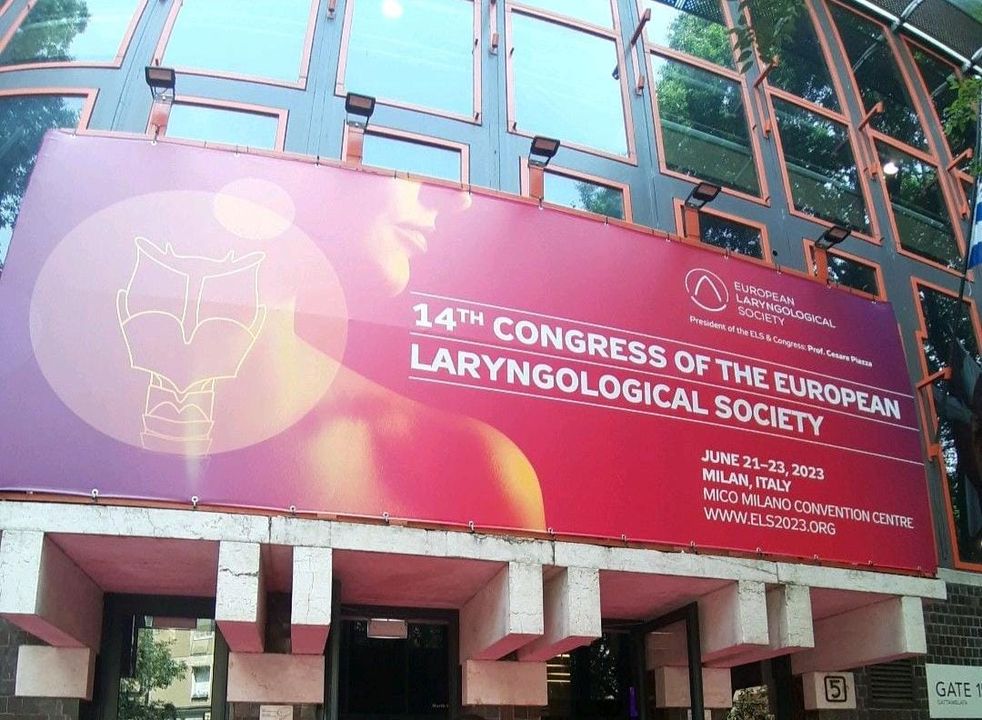 EUROPEAN
LARYNGOLOGICAL
SOCIETY
President of the ELS & Congress: Prof. Cesare Piazza
14TH CONGRESS OF THE EUROPEAN
LARYNGOLOGICAL SOCIETY
JUNE 21–23, 2023
MILAN, ITALY
MICO MILANO CONVENTION CENTRE
WWW.ELS2023.ORG
5
GATE
GATTAMELATA